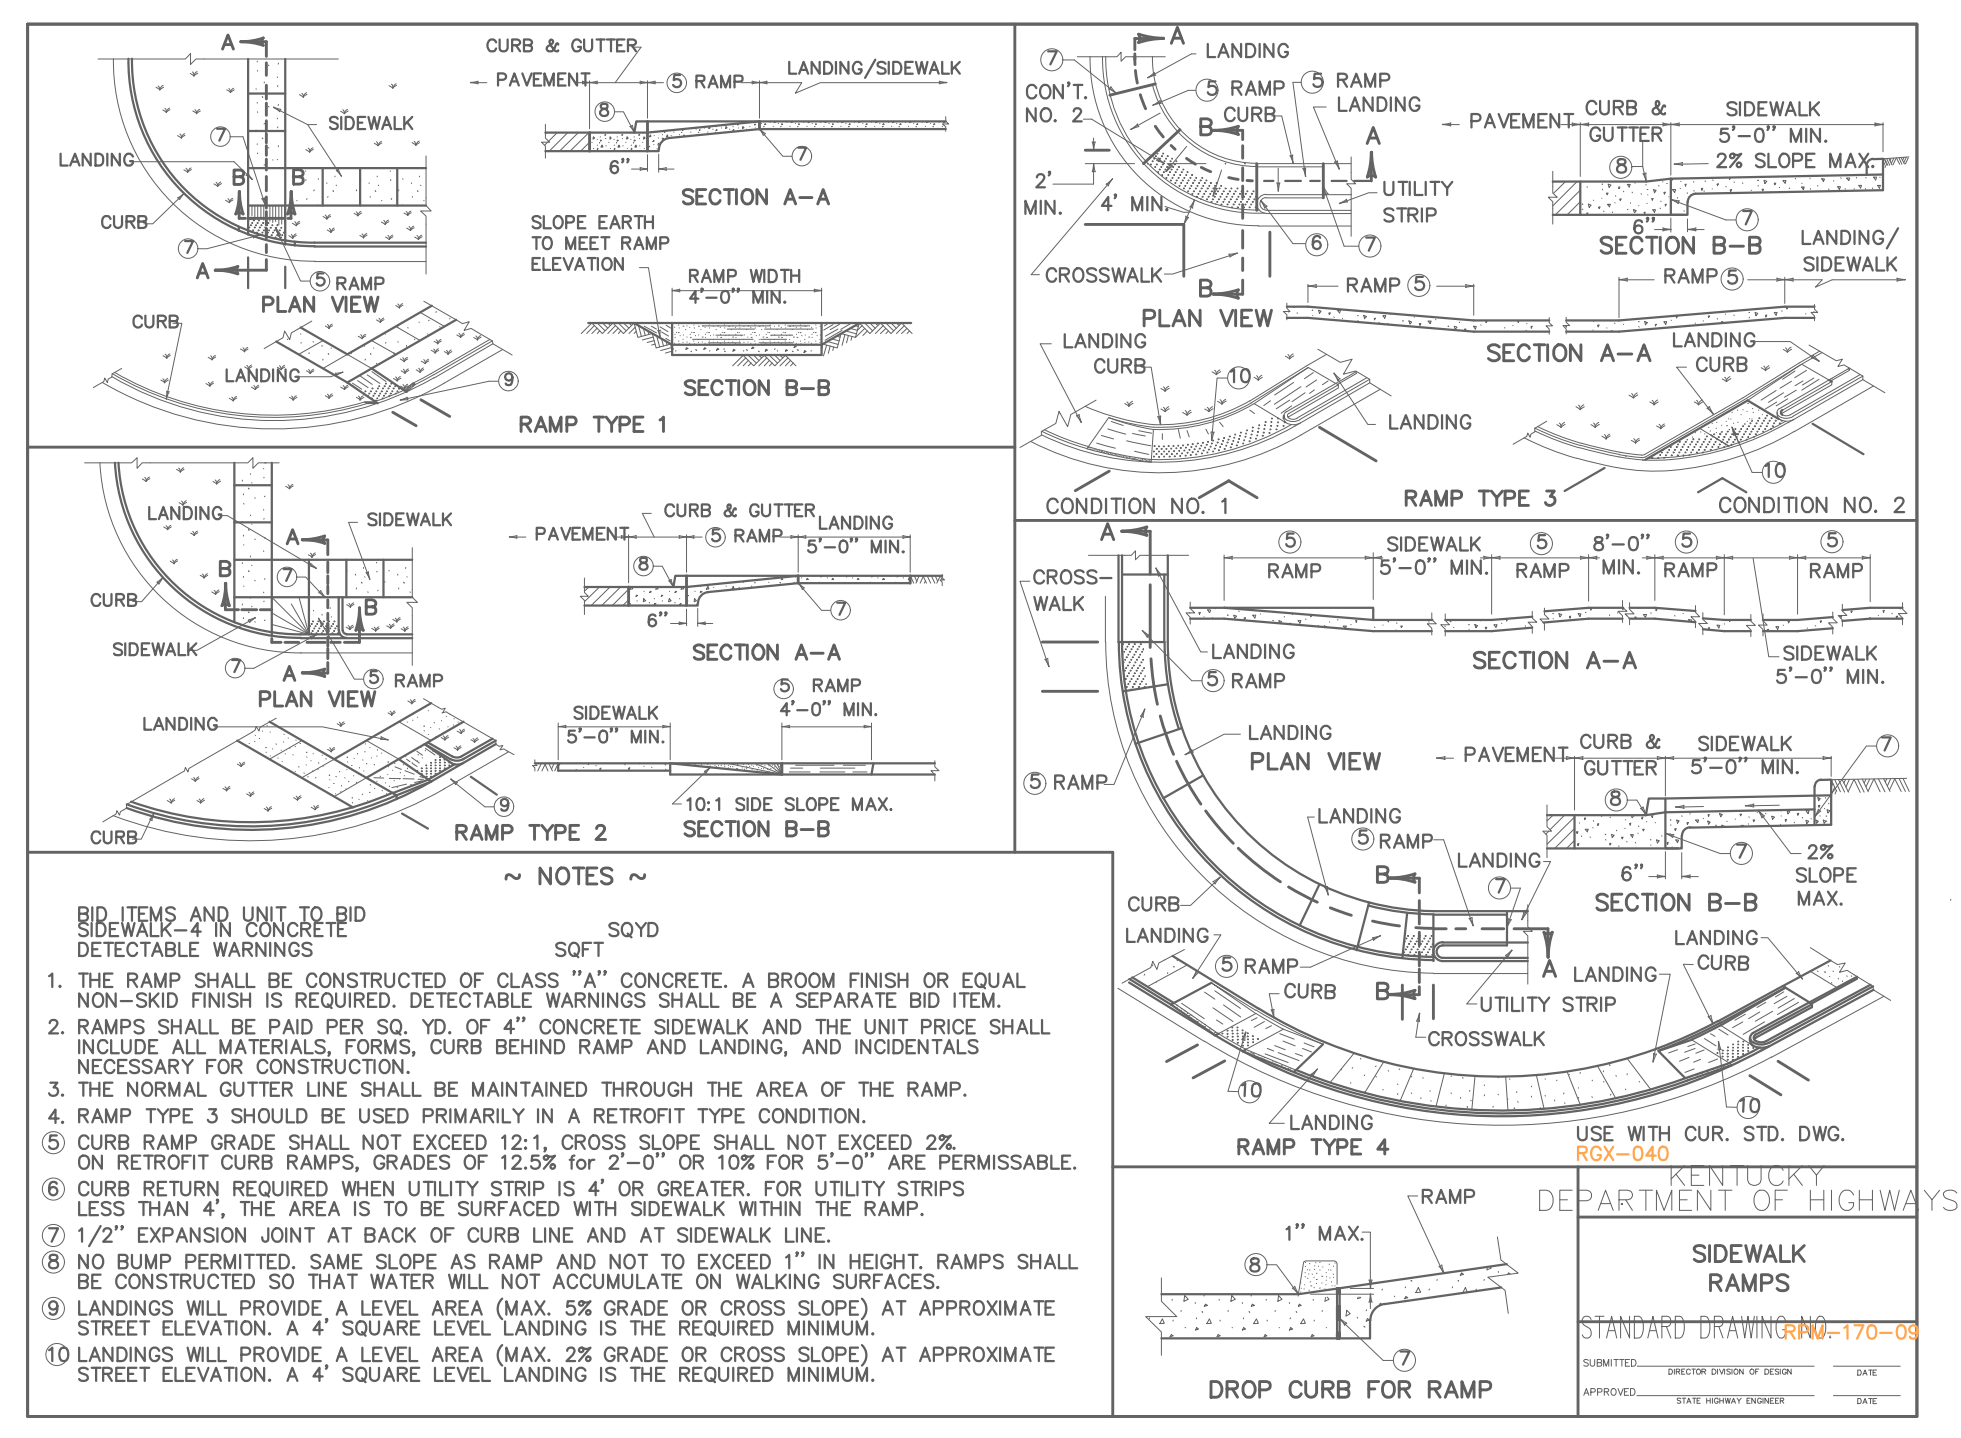 A
CURB & GUTTER
PAVEMENT
5 RAMP
LANDING/SIDEWALK
8
SIDEWALK
7
LANDING
B
B
7
6"
SECTION A-A
CURB
SLOPE EARTH
TO MEET RAMP
ELEVATION
7
A
5 RAMP
PLAN VIEW
RAMP WIDTH
4'-0" MIN.
CURB
LANDING
9
SECTION B-B
RAMP TYPE 1
LANDING
SIDEWALK
A
B
7
CURB
B
SIDEWALK
7
A
5 RAMP
PLAN VIEW
CURB & GUTTER
PAVEMENT
5 RAMP
LANDING
5'-0" MIN.
8
7
6"
SECTION A-A
LANDING
SIDEWALK
5'-0" MIN.
5 RAMP
4'-0" MIN.
9
10:1 SIDE SLOPE MAX.
CURB
RAMP TYPE 2
SECTION B-B
A
7
LANDING
5 RAMP
5 RAMP
CON'T.
NO. 2
CURB
LANDING
B
A
2'
MIN.
4' MIN.
UTILITY
STRIP
6
7
CROSSWALK
B
PLAN VIEW
PAVEMENT
CURB &
GUTTER
SIDEWALK
5'-0" MIN.
8
2% SLOPE MAX.
7
6"
SECTION B-B
LANDING/
SIDEWALK
RAMP 5
RAMP 5
SECTION A-A
LANDING
CURB
10
LANDING
LANDING
CURB
10
CONDITION NO. 1
RAMP TYPE 3
CONDITION NO. 2
A
CROSS-
WALK
5
RAMP
SIDEWALK
5'-0" MIN.
5
RAMP
8'-0"
MIN.
5
RAMP
5
RAMP
SIDEWALK
5'-0" MIN.
SECTION A-A
LANDING
5 RAMP
LANDING
PLAN VIEW
5 RAMP
PAVEMENT
CURB &
GUTTER
SIDEWALK
5'-0" MIN.
7
8
7
6"
2%
SLOPE
MAX.
SECTION B-B
LANDING
5 RAMP
LANDING
B
7
CURB
LANDING
5 RAMP
A
B
CURB
UTILITY STRIP
CROSSWALK
LANDING
LANDING
CURB
10
10
LANDING
RAMP TYPE 4
USE WITH CUR. STD. DWG.
RGX-040
~ NOTES ~
BID ITEMS AND UNIT TO BID
SIDEWALK-4 IN CONCRETE SQYD
DETECTABLE WARNINGS SQFT
1. THE RAMP SHALL BE CONSTRUCTED OF CLASS "A" CONCRETE. A BROOM FINISH OR EQUAL
NON-SKID FINISH IS REQUIRED. DETECTABLE WARNINGS SHALL BE A SEPARATE BID ITEM.
2. RAMPS SHALL BE PAID PER SQ. YD. OF 4" CONCRETE SIDEWALK AND THE UNIT PRICE SHALL
INCLUDE ALL MATERIALS, FORMS, CURB BEHIND RAMP AND LANDING, AND INCIDENTALS
NECESSARY FOR CONSTRUCTION.
3. THE NORMAL GUTTER LINE SHALL BE MAINTAINED THROUGH THE AREA OF THE RAMP.
4. RAMP TYPE 3 SHOULD BE USED PRIMARILY IN A RETROFIT TYPE CONDITION.
5 CURB RAMP GRADE SHALL NOT EXCEED 12:1, CROSS SLOPE SHALL NOT EXCEED 2%.
ON RETROFIT CURB RAMPS, GRADES OF 12.5% for 2'-0" OR 10% FOR 5'-0" ARE PERMISSABLE.
6 CURB RETURN REQUIRED WHEN UTILITY STRIP IS 4' OR GREATER. FOR UTILITY STRIPS
LESS THAN 4', THE AREA IS TO BE SURFACED WITH SIDEWALK WITHIN THE RAMP.
7 1/2" EXPANSION JOINT AT BACK OF CURB LINE AND AT SIDEWALK LINE.
8 NO BUMP PERMITTED. SAME SLOPE AS RAMP AND NOT TO EXCEED 1" IN HEIGHT. RAMPS SHALL
BE CONSTRUCTED SO THAT WATER WILL NOT ACCUMULATE ON WALKING SURFACES.
9 LANDINGS WILL PROVIDE A LEVEL AREA (MAX. 5% GRADE OR CROSS SLOPE) AT APPROXIMATE
STREET ELEVATION. A 4' SQUARE LEVEL LANDING IS THE REQUIRED MINIMUM.
10 LANDINGS WILL PROVIDE A LEVEL AREA (MAX. 2% GRADE OR CROSS SLOPE) AT APPROXIMATE
STREET ELEVATION. A 4' SQUARE LEVEL LANDING IS THE REQUIRED MINIMUM.
RAMP
1" MAX.
8
7
DROP CURB FOR RAMP
KENTUCKY
DEPARTMENT OF HIGHWAYS
SIDEWALK
RAMPS
STANDARD DRAWING NO. RPM-170-09
SUBMITTED
DIRECTOR DIVISION OF DESIGN DATE
APPROVED
STATE HIGHWAY ENGINEER DATE